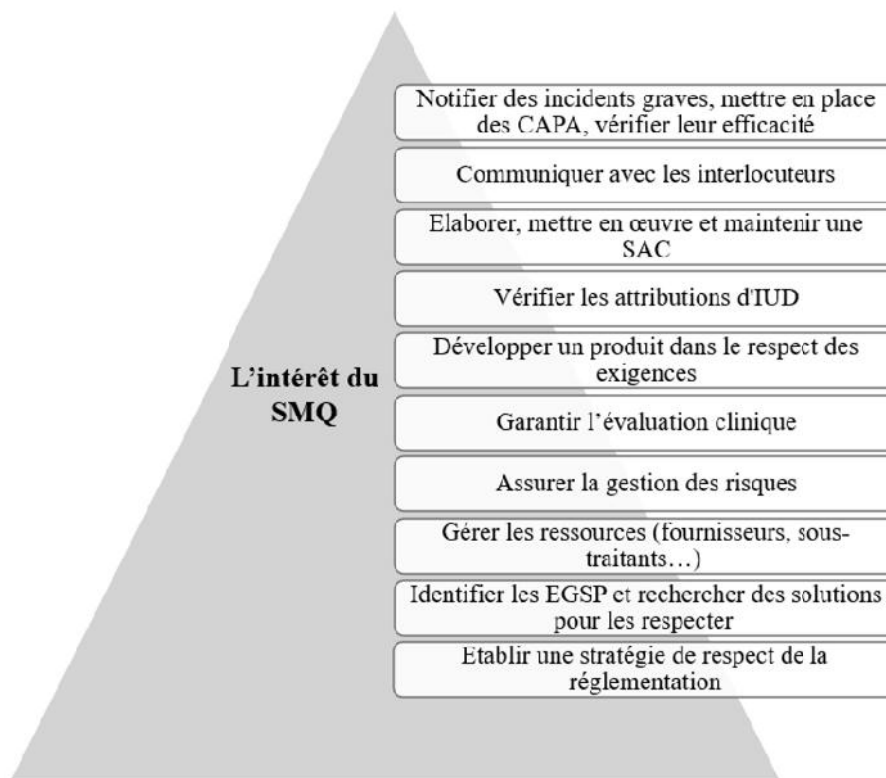 Notifier des incidents graves, mettre en place
des CAPA, vérifier leur efficacité
Communiquer avec les interlocuteurs
Elaborer, mettre en œuvre et maintenir une
SAC
Vérifier les attributions d'IUD
Développer un produit dans le respect des
exigences
L'intérêt du
SMQ
Garantir l'évaluation clinique
Assurer la gestion des risques
Gérer les ressources (fournisseurs, sous-
traitants…)
Identifier les EGSP et rechercher des solutions
pour les respecter
Etablir une stratégie de respect de la
réglementation